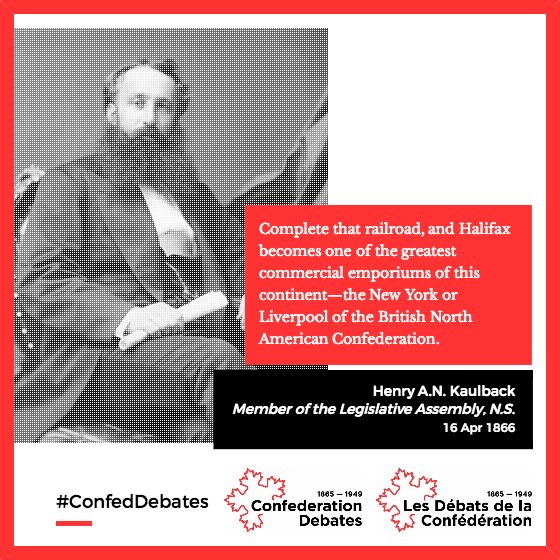 Complete that railroad, and Halifax
becomes one of the greatest
commercial emporiums of this
continent—the New York or
Liverpool of the British North
American Confederation.
Henry A.N. Kaulback
Member of the Legislative Assembly, N.S.
16 Apr 1866
#ConfedDebates
1865 — 1949
Confederation
Debates
1865 — 1949
Les Débats de la
Confédération